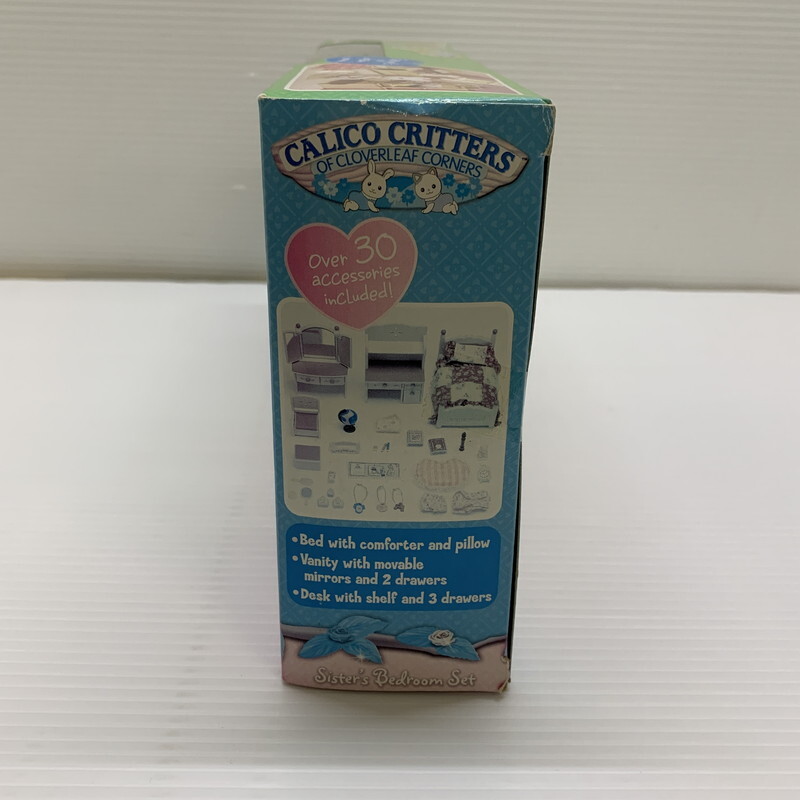 CALICO CRITTERS
OF CLOVERLEAF CORNERS
Over 30
accessories
included!
•Bed with comforter and pillow
•Vanity with movable
mirrors and 2 drawers
•Desk with shelf and 3 drawers
Sister's Bedroom Set